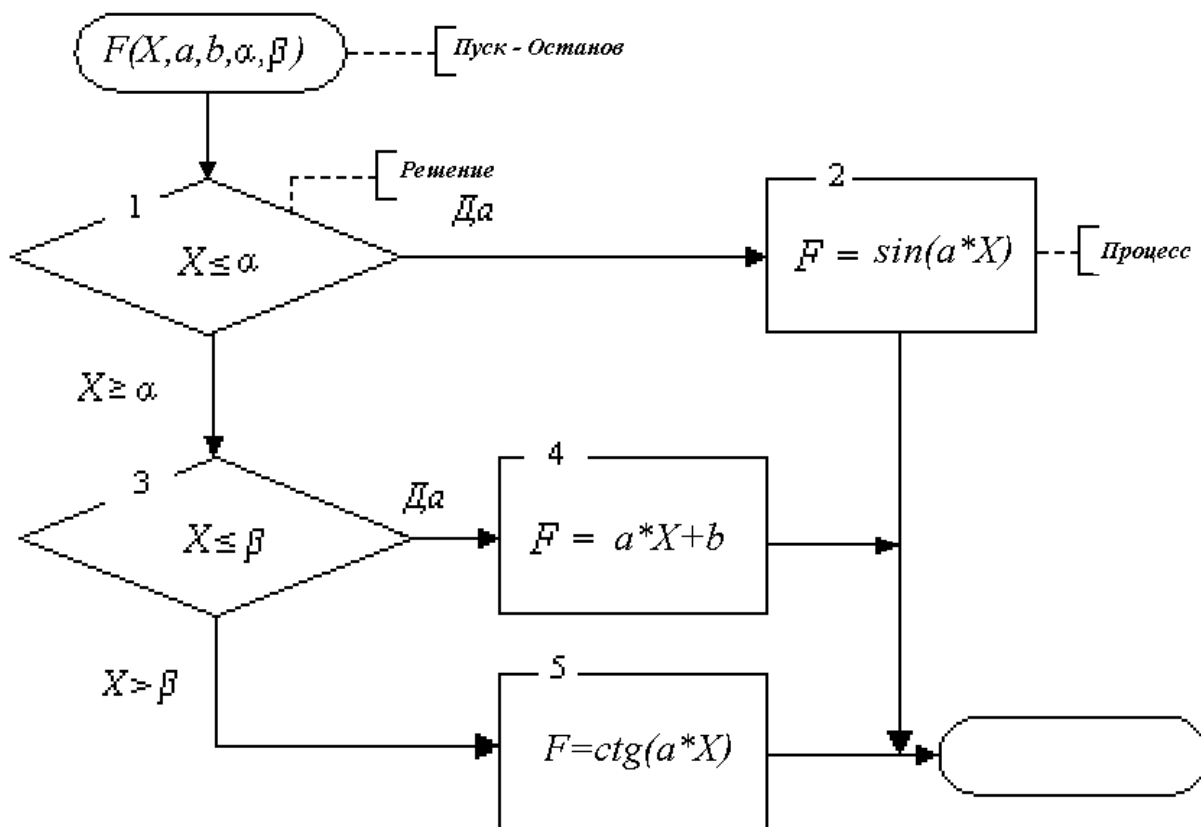 F(X,a,b,α,β)
Пуск - Останов
Решение
1
Да
2
X ≤ α
F = sin(a*X)
Процесс
X ≥ α
3
Да
4
X ≤ β
F = a*X+b
X > β
5
F=ctg(a*X)